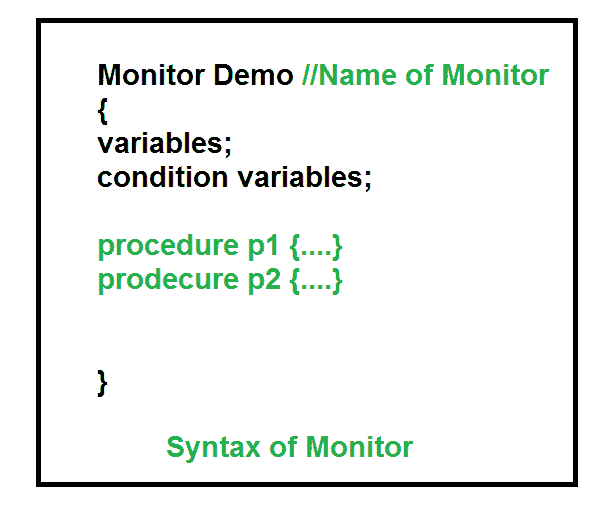 Monitor Demo //Name of Monitor
{
variables;
condition variables;
procedure p1 {....}
prodecure p2 {....}
}
Syntax of Monitor